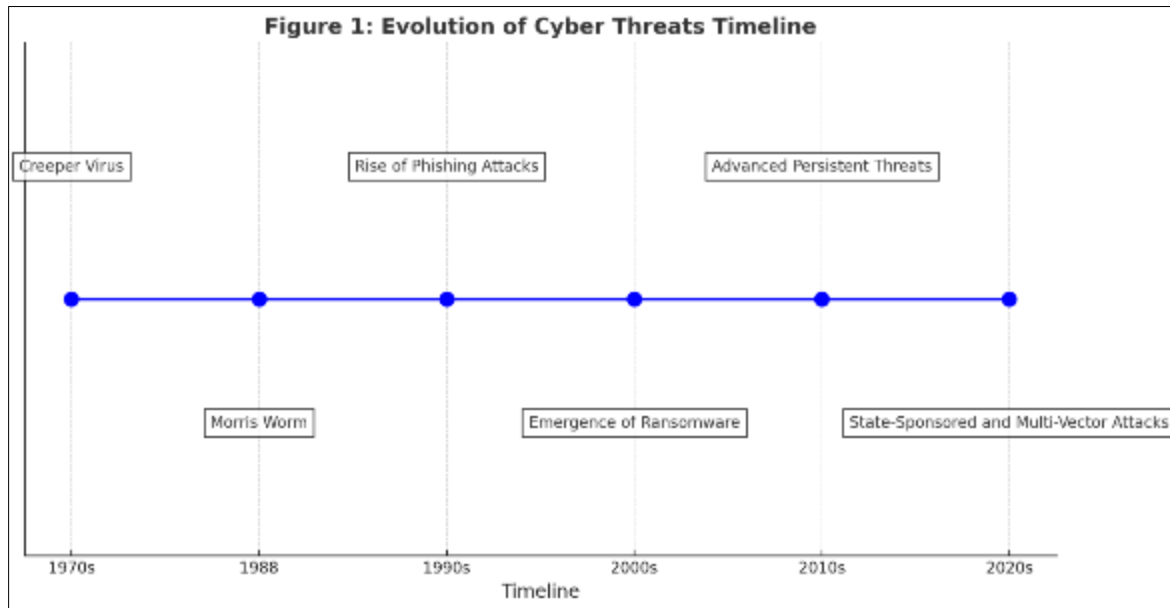 Figure 1: Evolution of Cyber Threats Timeline
Creeper Virus
Rise of Phishing Attacks
Advanced Persistent Threats
Morris Worm
Emergence of Ransomware
State-Sponsored and Multi-Vector Attacks
1970s
1988
1990s
2000s
2010s
2020s
Timeline